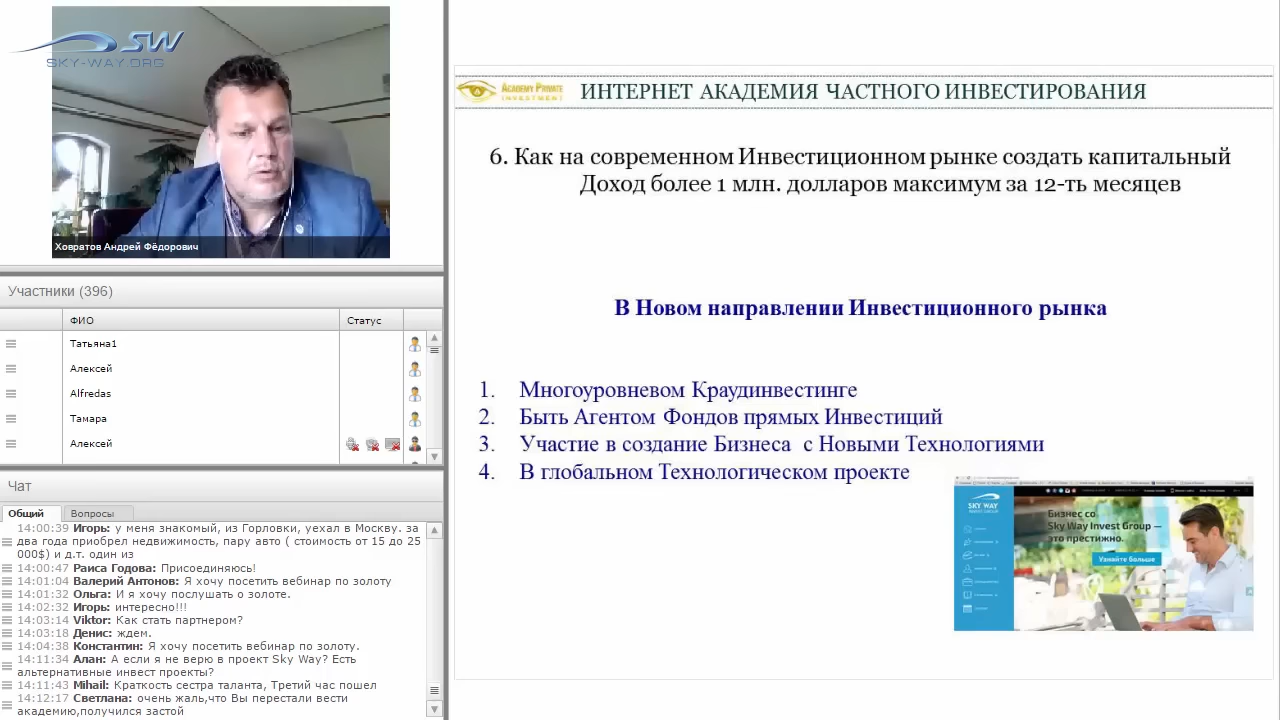 SW
SKY-WAY.ORG
Ховратов Андрей Фёдорович
Участники (396)
ФИО
Статус
Татьяна1
Алексей
Alfredas
Тамара
Алексей
Чат
Общий
Вопросы
14:00:39 Игорь: у меня знакомый, из Горловки, уехал в Москву. за
два года приобрел недвижимость, пару авто ( стоимость от 15 до 25
000$) и д.т. один из
14:00:47 Раиса Годова: Присоединяюсь!
14:01:04 Валерий Антонов: Я хочу посетить вебинар по золоту
14:01:32 Ольга: И я хочу послушать о золоте.
14:02:32 Игорь: интересно!!!
14:03:14 Viktor: Как стать партнером?
14:03:18 Денис: ждем.
14:04:38 Константин: Я хочу посетить вебинар по золоту.
14:11:34 Алан: А если я не верю в проект Sky Way? Есть
альтернативные инвест проекты?
14:11:43 Mihail: Краткость сестра таланта, Третий час пошел
14:12:17 Светлана: очень жаль,что Вы перестали вести
академию,получился застой
ACADEMY PRIVATE
INVESTMENT
ИНТЕРНЕТ АКАДЕМИЯ ЧАСТНОГО ИНВЕСТИРОВАНИЯ
6. Как на современном Инвестиционном рынке создать капитальный
Доход более 1 млн. долларов максимум за 12-ть месяцев
В Новом направлении Инвестиционного рынка
1. Многоуровневом Краудинвестинге
2. Быть Агентом Фондов прямых Инвестиций
3. Участие в создание Бизнеса с Новыми Технологиями
4. В глобальном Технологическом проекте
SKY WAY
INVEST GROUP
Бизнес со
Sky Way Invest Group —
это престижно.
Узнайте больше